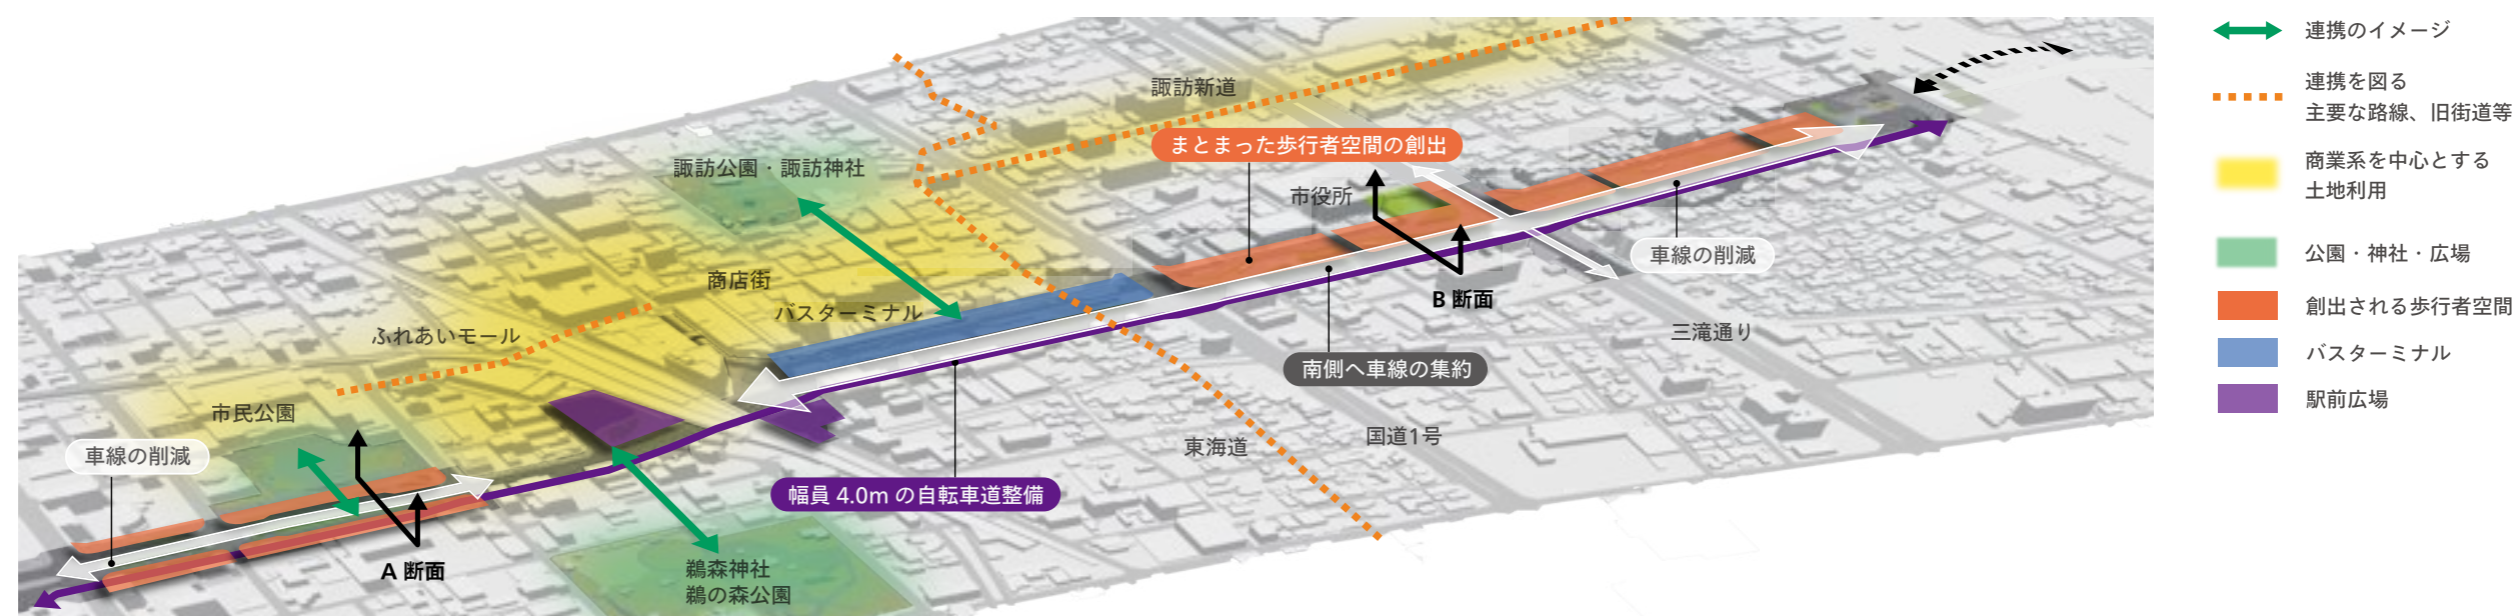 諏訪新道
まとまった歩行者空間の創出
諏訪公園・諏訪神社
市役所
車線の削減
商店街
バスターミナル
B 断面
三滝通り
ふれあいモール
南側へ車線の集約
市民公園
国道1号
東海道
車線の削減
幅員 4.0m の自転車道整備
A 断面
鵜森神社
鵜の森公園
連携のイメージ
連携を図る
主要な路線、旧街道等
商業系を中心とする
土地利用
公園・神社・広場
創出される歩行者空間
バスターミナル
駅前広場